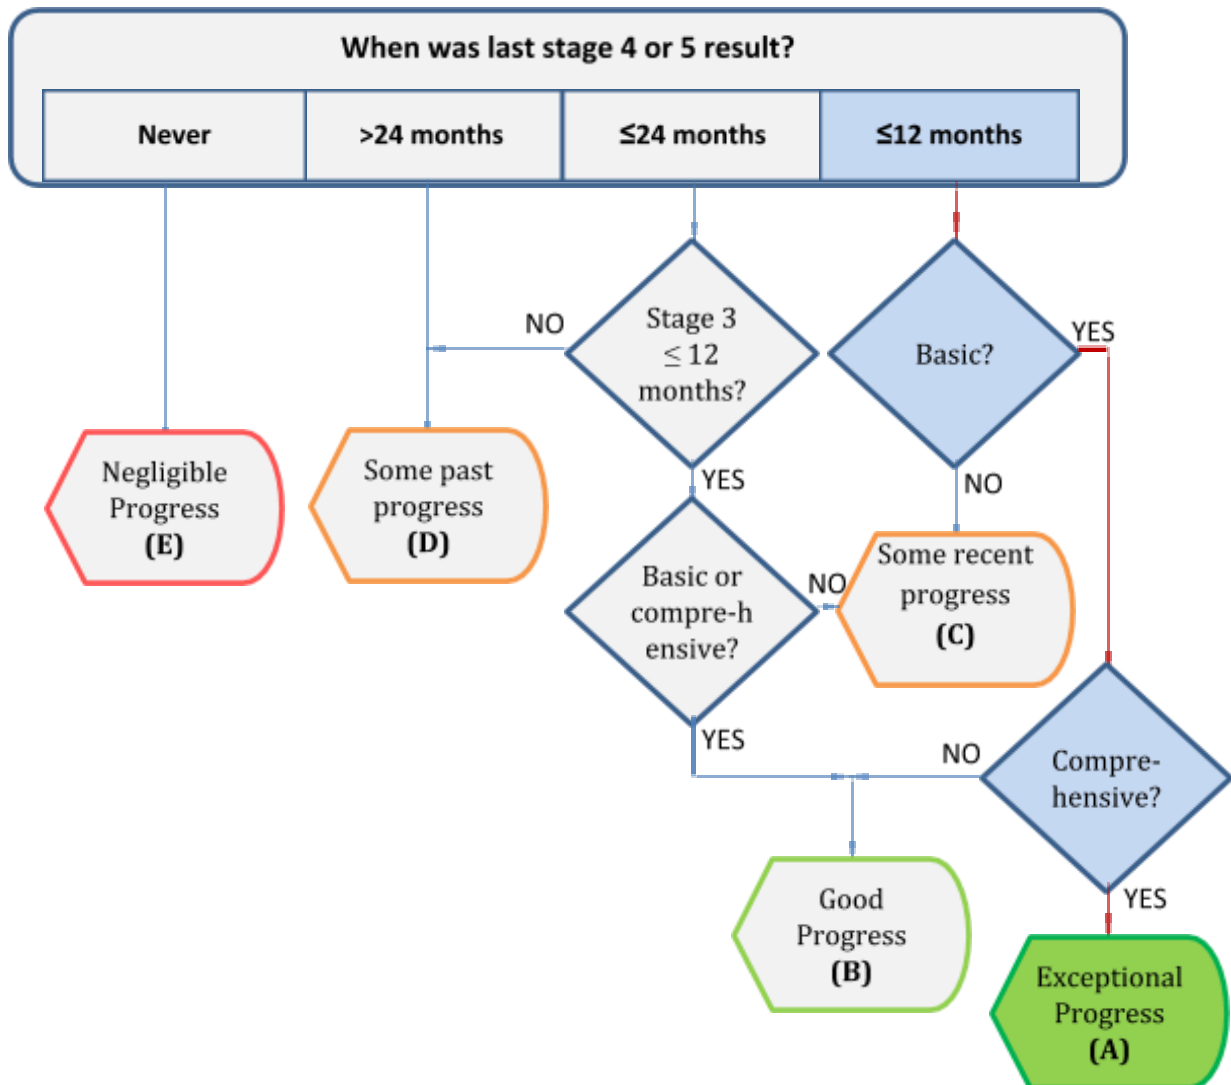 When was last stage 4 or 5 result?
Never
>24 months
≤24 months
≤12 months
Stage 3
≤ 12
months?
NO
YES
Basic?
YES
NO
Negligible
Progress
(E)
Some past
progress
(D)
Basic or
compre-h
ensive?
NO
YES
Some recent
progress
(C)
Compre-
hensive?
NO
YES
Good
Progress
(B)
Exceptional
Progress
(A)